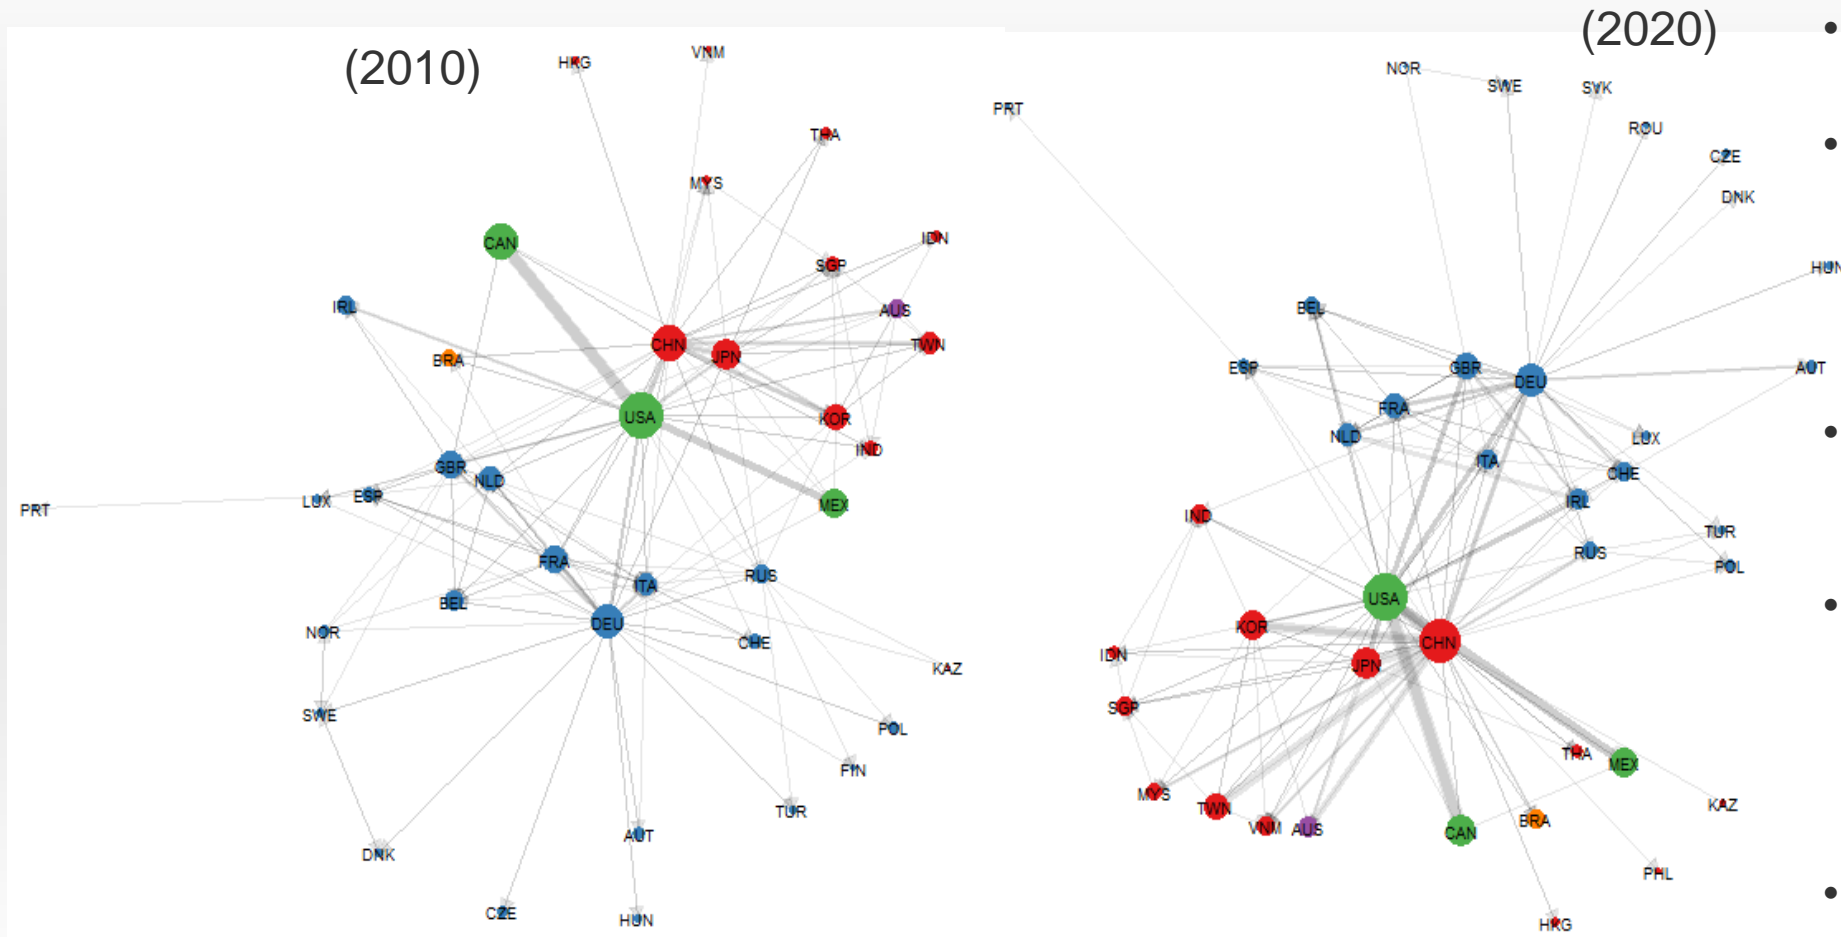 (2010)
HKG
VNM
THA
MYS
CAN
IDN
SGP
IRL
AUS
CHN
JPN
TWN
BRA
USA
KOR
IND
GBR
NLD
ESP
LUX
MEX
PRT
FRA
RUS
ITA
BEL
DEU
NOR
CHE
KAZ
SWE
POL
FIN
TUR
AUT
DNK
CZE
HUN
(2020)
NOR
SWE
SVK
PRT
ROU
CZE
DNK
HUN
BEL
ESP
GBR
DEU
AUT
FRA
NLD
LUX
ITA
CHE
IRL
IND
TUR
RUS
POL
USA
KOR
CHN
IDN
JPN
SGP
THA
MEX
MYS
TWN
KAZ
VNM
AUS
CAN
BRA
PHL
HKG